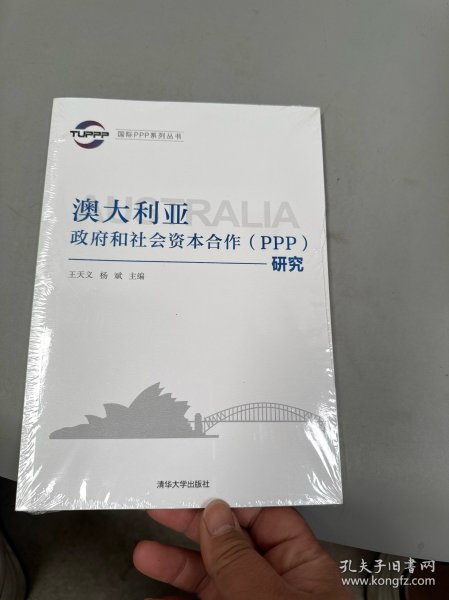 TUPPP 国际PPP系列丛书
AUSTRALIA
澳大利亚
政府和社会资本合作（PPP）
研究
王天义 杨 斌 主编
清华大学出版社
孔夫子旧书网
www.kongfz.com